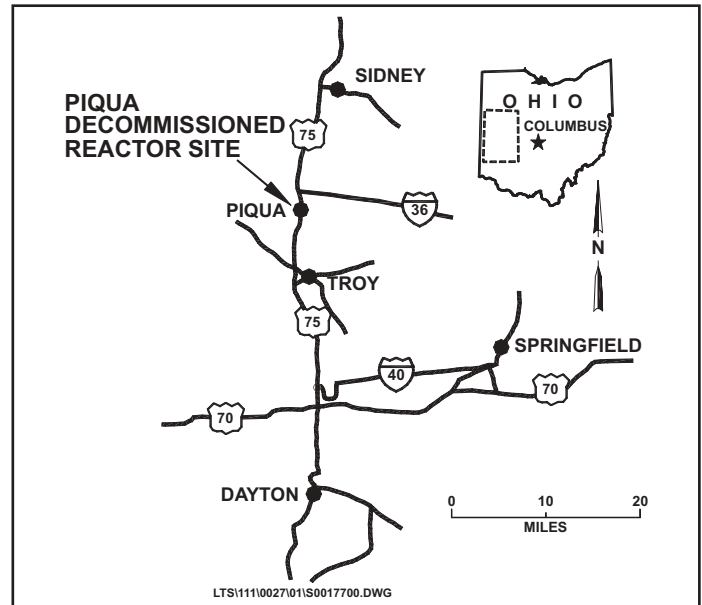 SIDNEY
PIQUA
DECOMMISSIONED
REACTOR SITE
OHIO
COLUMBUS
75
PIQUA
36
N
TROY
75
SPRINGFIELD
40
70
70
DAYTON
0 10 20
MILES
LTS\111\0027\01\S0017700.DWG